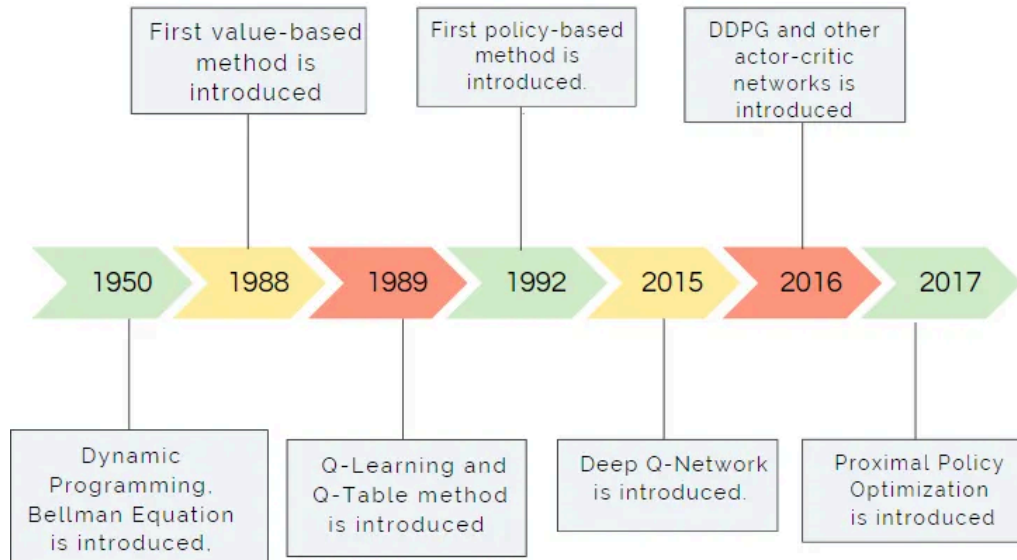 First value-based
method is
introduced
First policy-based
method is
introduced.
DDPG and other
actor-critic
networks is
introduced
1950
1988
1989
1992
2015
2016
2017
Dynamic
Programming,
Bellman Equation
is introduced,
Q-Learning and
Q-Table method
is introduced
Deep Q-Network
is introduced.
Proximal Policy
Optimization
is introduced